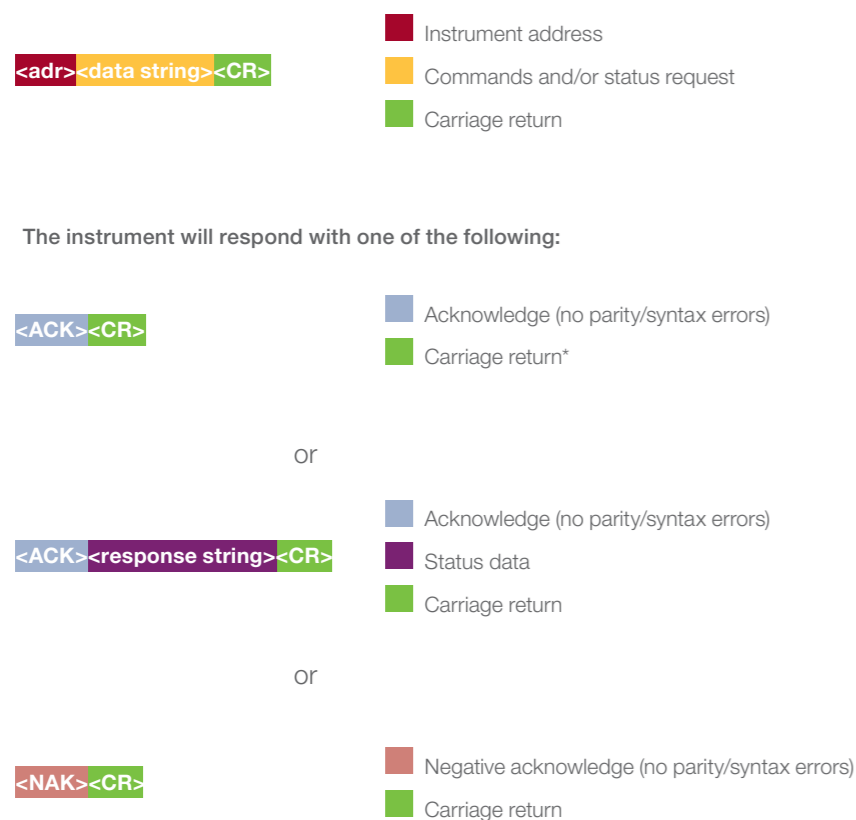 Instrument address
<adr><data string><CR>
Commands and/or status request
Carriage return
The instrument will respond with one of the following:
<ACK><CR>
Acknowledge (no parity/syntax errors)
Carriage return*
or
Acknowledge (no parity/syntax errors)
<ACK><response string><CR>
Status data
Carriage return
or
<NAK><CR>
Negative acknowledge (no parity/syntax errors)
Carriage return